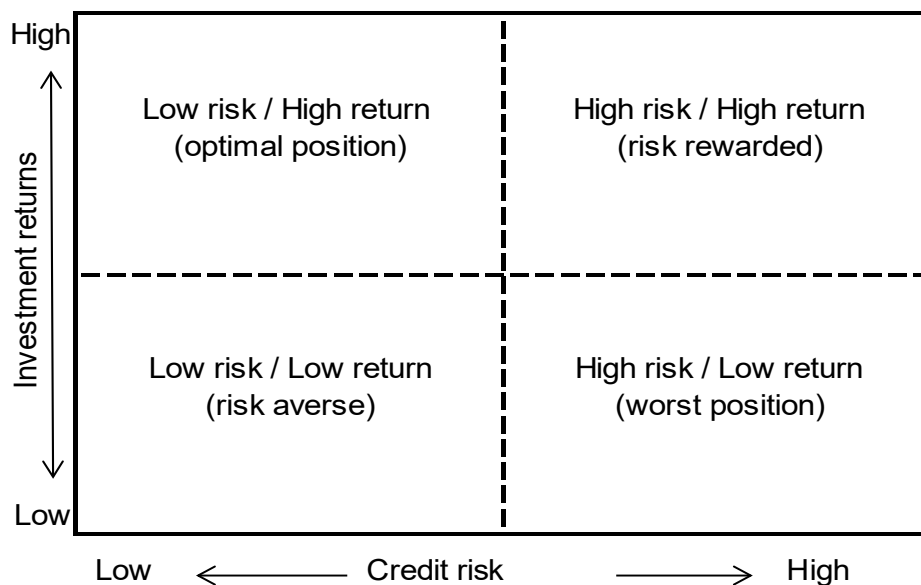 High
Low risk / High return
(optimal position)
High risk / High return
(risk rewarded)
Investment returns
Low risk / Low return
(risk averse)
High risk / Low return
(worst position)
Low
Low
Credit risk
High